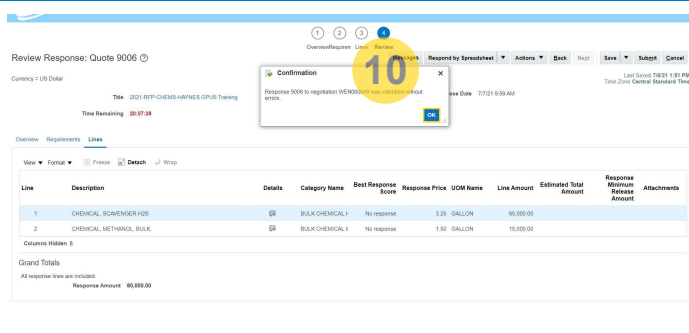 1 2 3 4
Overview Requirem Lines Review
Review Response: Quote 9006
Messages Respond by Spreadsheet Actions Back Next Save Submit Cancel
Currency = US Dollar
Last Saved 7/6/21 1:51 PM
Time Zone Central Standard Time
10
Confirmation
Response 9006 to negotiation was validated without errors.
OK
Title 2021-RFP-CHEMS-HAYNES OPUS Training
ose Date 7/7/21 9:59 AM
Time Remaining 20:07:38
Overview Requirements Lines
View Format Freeze Detach Wrap
Line Description Details Category Name Best Response Score Response Price UOM Name Line Amount Estimated Total Amount Response Minimum Release Amount Attachments
1 CHEMICAL, SCAVENGER H2S BULK CHEMICAL No response 3.25 GALLON 65,000.00
2 CHEMICAL, METHANOL, BULK BULK CHEMICAL No response 1.50 GALLON 15,000.00
Columns Hidden 8
Grand Totals
All response lines are included.
Response Amount 80,000.00